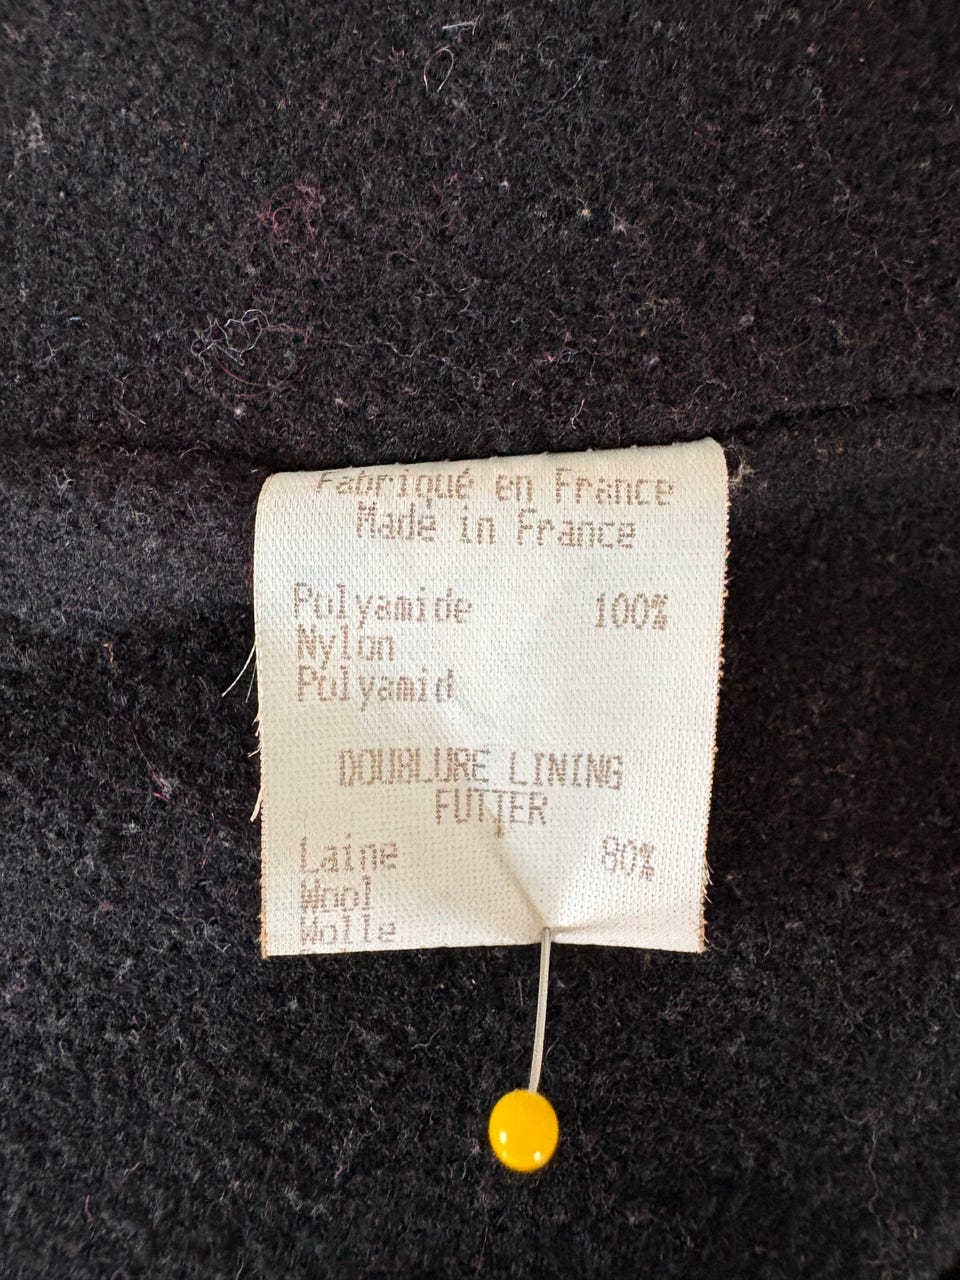 Fabriqué en France
Made in France
Polyamide 100%
Nylon
Polyamid
DOUBLURE LINING
FUTTER
Laine 80%
Wool
Wolle